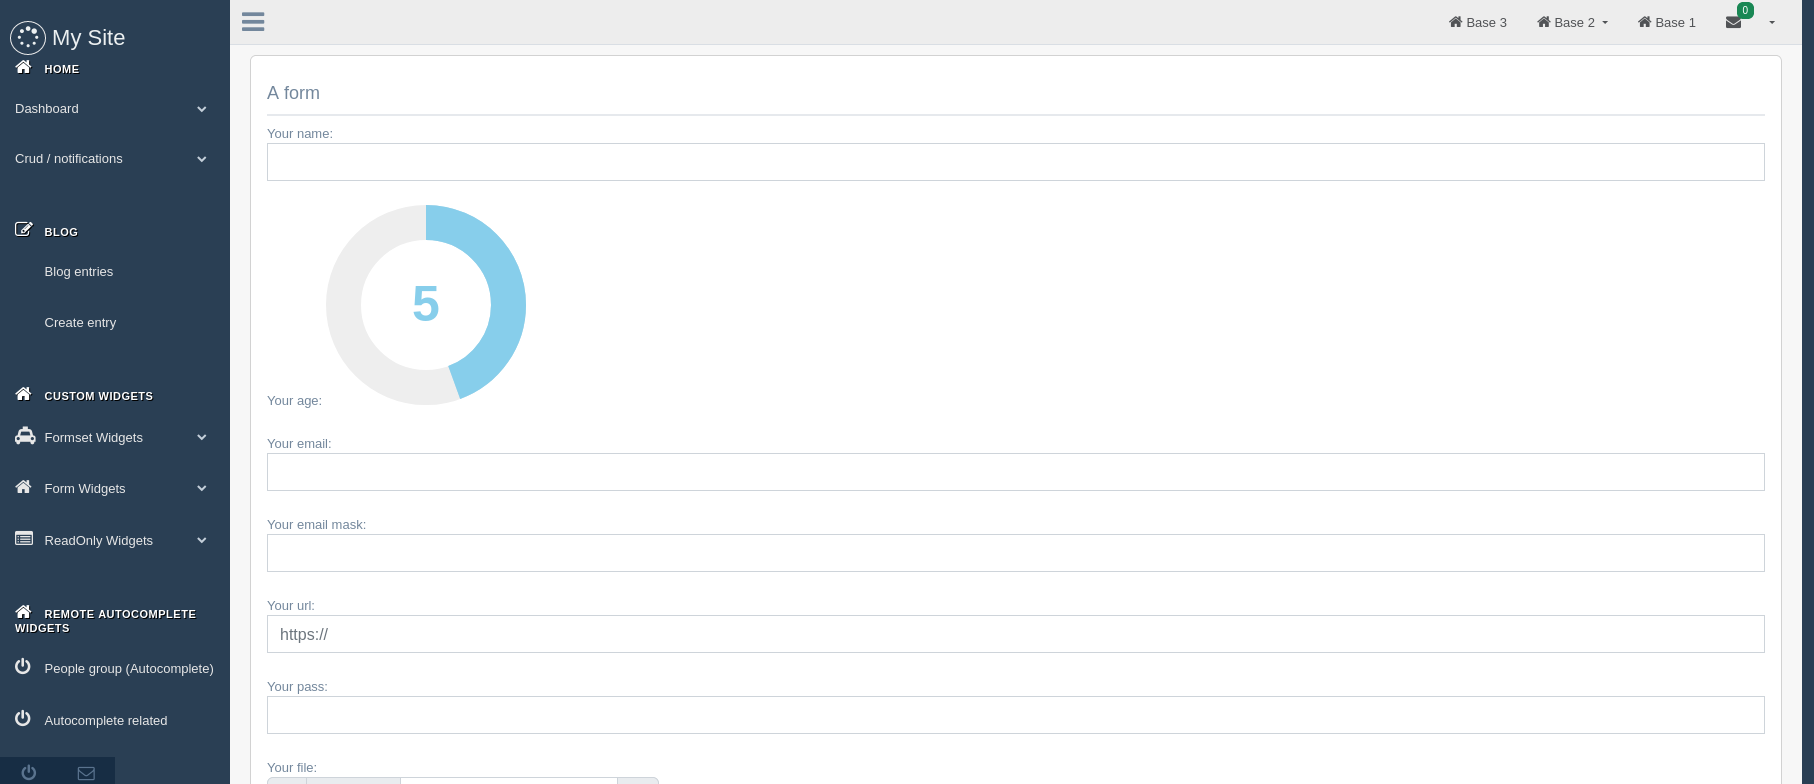 My Site
HOME
Dashboard
Crud / notifications
BLOG
Blog entries
Create entry
CUSTOM WIDGETS
Formset Widgets
Form Widgets
ReadOnly Widgets
REMOTE AUTOCOMPLETE
WIDGETS
People group (Autocomplete)
Autocomplete related
Base 3
Base 2
Base 1
0
A form
Your name:
5
Your age:
Your email:
Your email mask:
Your url:
https://
Your pass:
Your file: